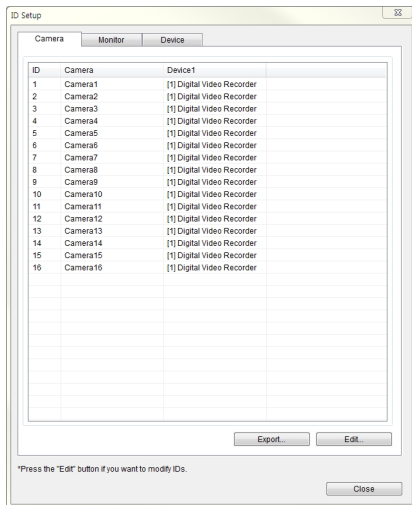 ID Setup
Camera Monitor Device
ID Camera Device1
1 Camera1 [1] Digital Video Recorder
2 Camera2 [1] Digital Video Recorder
3 Camera3 [1] Digital Video Recorder
4 Camera4 [1] Digital Video Recorder
5 Camera5 [1] Digital Video Recorder
6 Camera6 [1] Digital Video Recorder
7 Camera7 [1] Digital Video Recorder
8 Camera8 [1] Digital Video Recorder
9 Camera9 [1] Digital Video Recorder
10 Camera10 [1] Digital Video Recorder
11 Camera11 [1] Digital Video Recorder
12 Camera12 [1] Digital Video Recorder
13 Camera13 [1] Digital Video Recorder
14 Camera14 [1] Digital Video Recorder
15 Camera15 [1] Digital Video Recorder
16 Camera16 [1] Digital Video Recorder
Export... Edit...
*Press the "Edit" button if you want to modify IDs.
Close